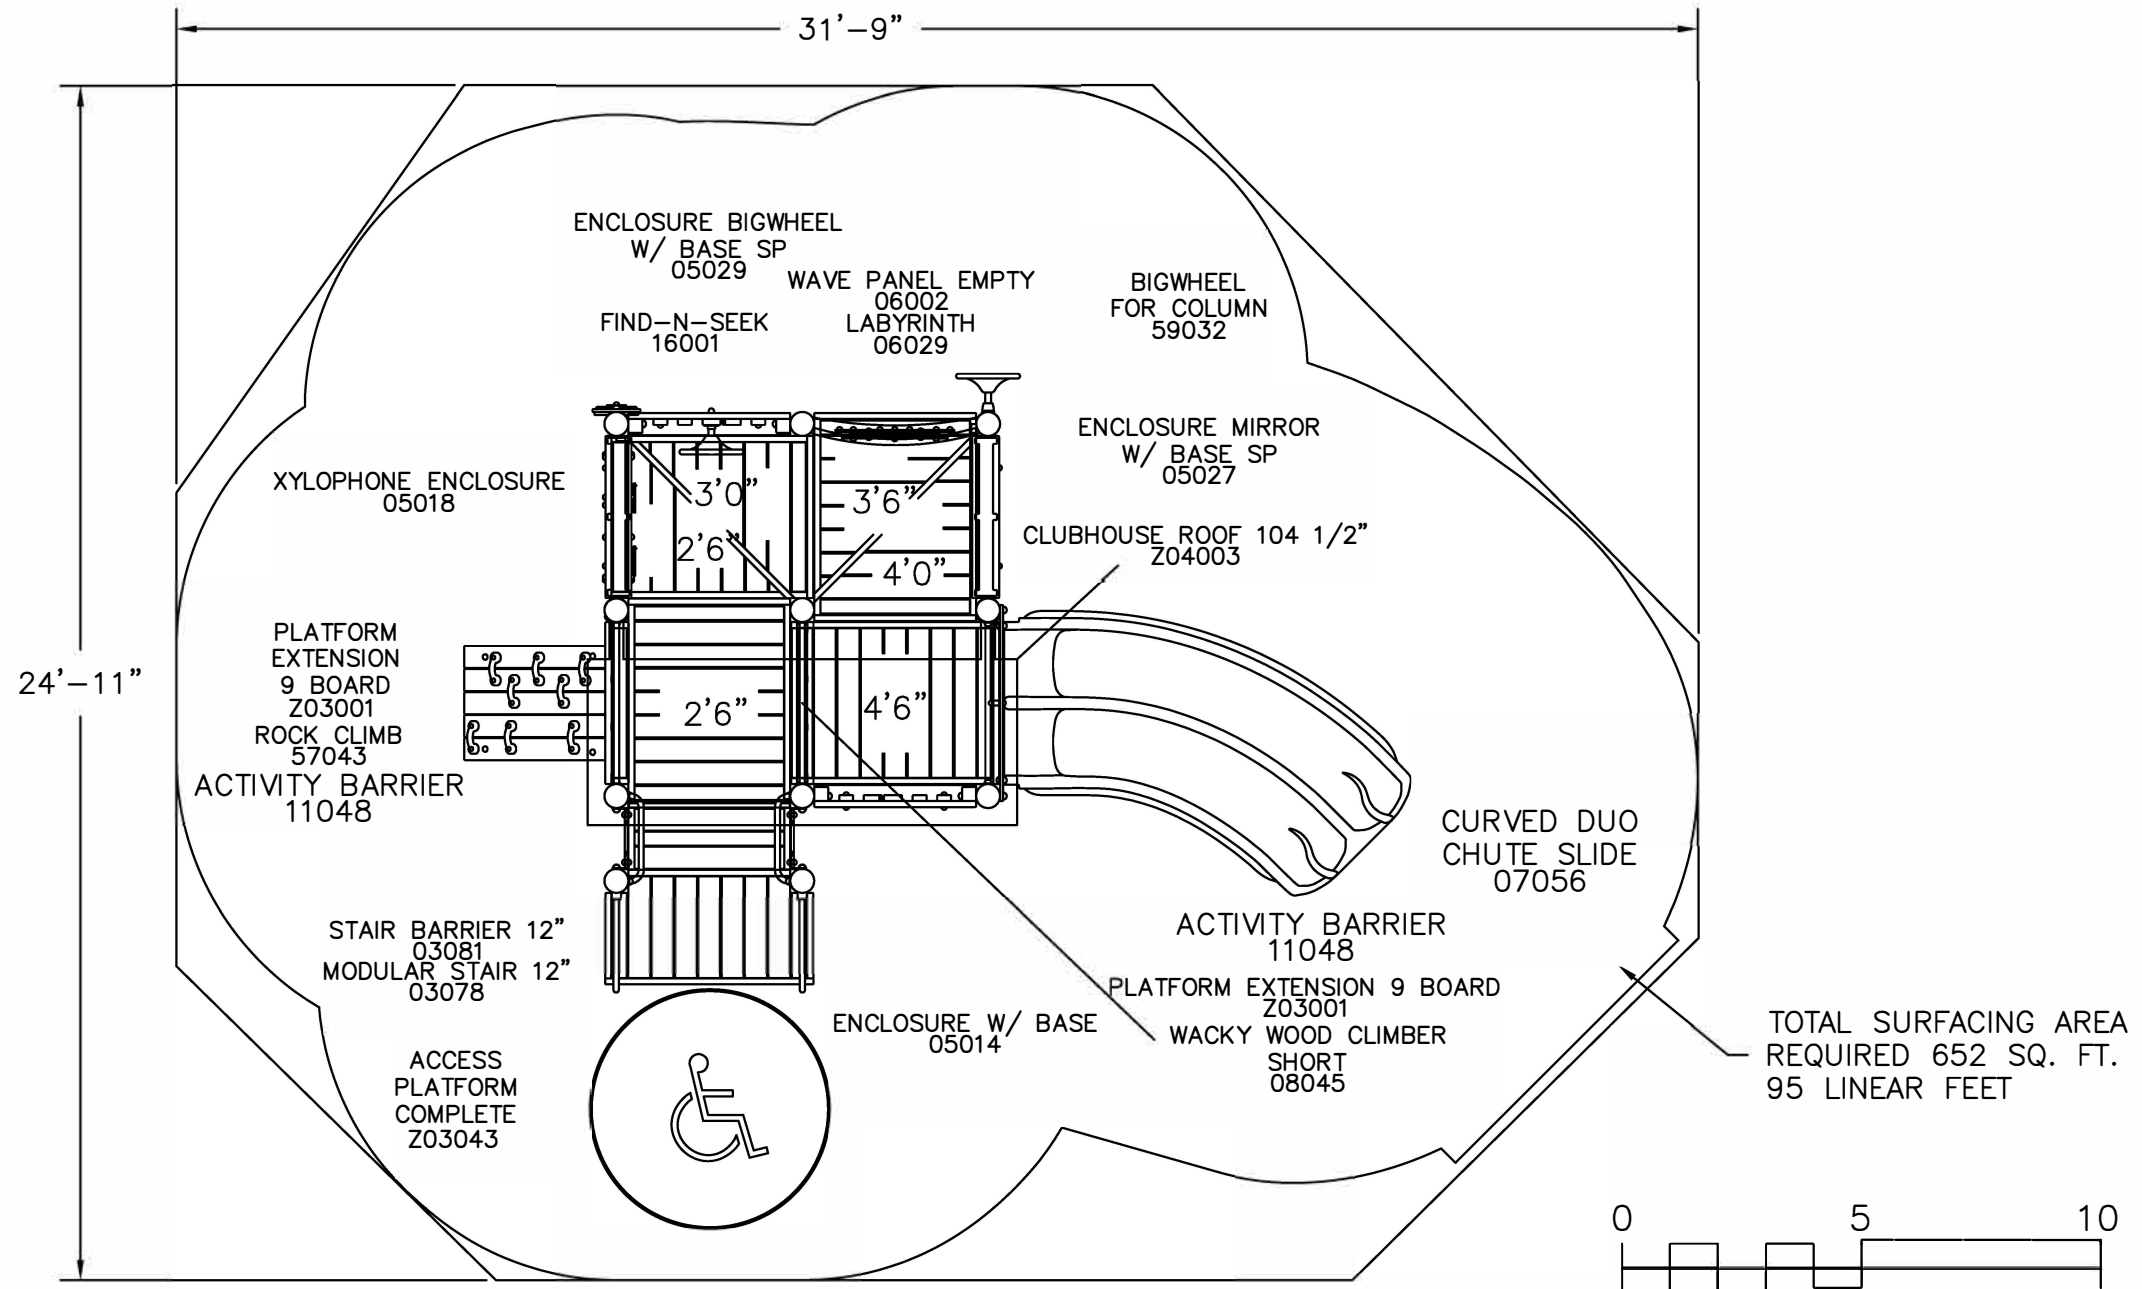 31'-9"
ENCLOSURE BIGWHEEL
W/ BASE SP
05029
WAVE PANEL EMPTY
06002
LABYRINTH
06029
BIGWHEEL
FOR COLUMN
59032
FIND-N-SEEK
16001
ENCLOSURE MIRROR
W/ BASE SP
05027
XYLOPHONE ENCLOSURE
05018
3'0"
3'6"
2'6"
4'0"
CLUBHOUSE ROOF 104 1/2"
Z04003
24'-11"
PLATFORM
EXTENSION
9 BOARD
Z03001
ROCK CLIMB
57043
ACTIVITY BARRIER
11048
2'6"
4'6"
CURVED DUO
CHUTE SLIDE
07056
STAIR BARRIER 12"
03081
MODULAR STAIR 12"
03078
ACTIVITY BARRIER
11048
PLATFORM EXTENSION 9 BOARD
Z03001
WACKY WOOD CLIMBER
SHORT
08045
ENCLOSURE W/ BASE
05014
ACCESS
PLATFORM
COMPLETE
Z03043
TOTAL SURFACING AREA
REQUIRED 652 SQ. FT.
95 LINEAR FEET
0 5 10